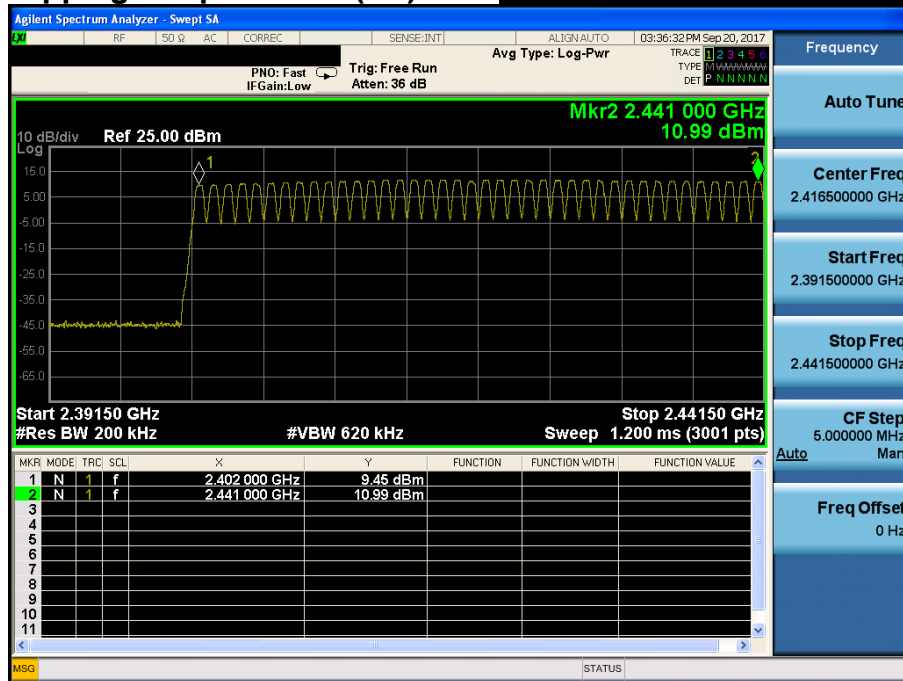 Agilent Spectrum Analyzer - Swept SA
LXI RF 50 Ω AC CORREC SENSE:INT ALIGN AUTO 03:36:32 PM Sep 20, 2017
Frequency
Avg Type: Log-Pwr TRACE 1 2 3 4 5 6
PNO: Fast Trig: Free Run TYPE M WWWWW
IFGain:Low Atten: 36 dB DET P N N N N N
Auto Tune
Mkr2 2.441 000 GHz
10 dB/div Ref 25.00 dBm 10.99 dBm
Log
1 2
15.0
5.00
-5.00
-15.0
-25.0
-35.0
-45.0
-55.0
-65.0
Center Freq
2.416500000 GHz
Start Freq
2.391500000 GHz
Stop Freq
2.441500000 GHz
Start 2.39150 GHz Stop 2.44150 GHz
#Res BW 200 kHz #VBW 620 kHz Sweep 1.200 ms (3001 pts)
CF Step
5.000000 MHz
Auto Man
MKR MODE TRC SCL X Y FUNCTION FUNCTION WIDTH FUNCTION VALUE
1 N 1 f 2.402 000 GHz 9.45 dBm
2 N 1 f 2.441 000 GHz 10.99 dBm
3
4
5
6
7
8
9
10
11
Freq Offset
0 Hz
MSG STATUS